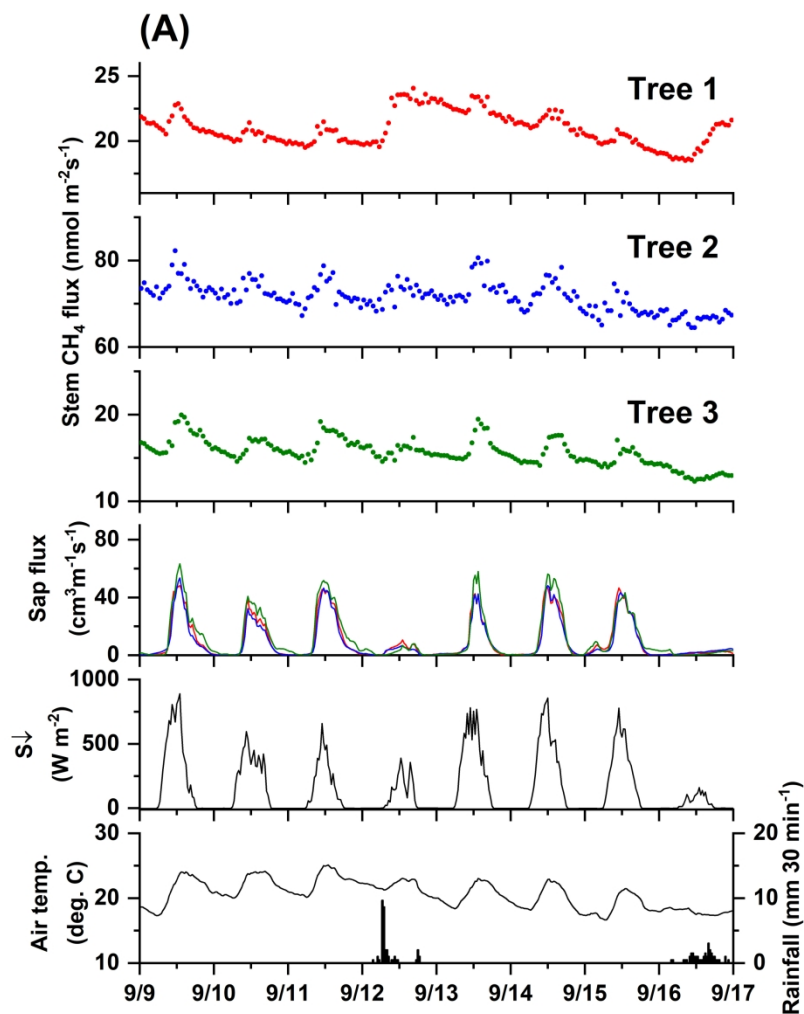 (A)
Stem CH₄ flux (nmol m⁻²s⁻¹)
25
20
Tree 1
80
60
Tree 2
20
10
Tree 3
Sap flux
(cm³m⁻¹s⁻¹)
80
40
0
S↓
(W m⁻²)
1000
500
0
Air temp.
(deg. C)
30
20
10
20
10
0
Rainfall (mm 30 min⁻¹)
9/9 9/10 9/11 9/12 9/13 9/14 9/15 9/16 9/17